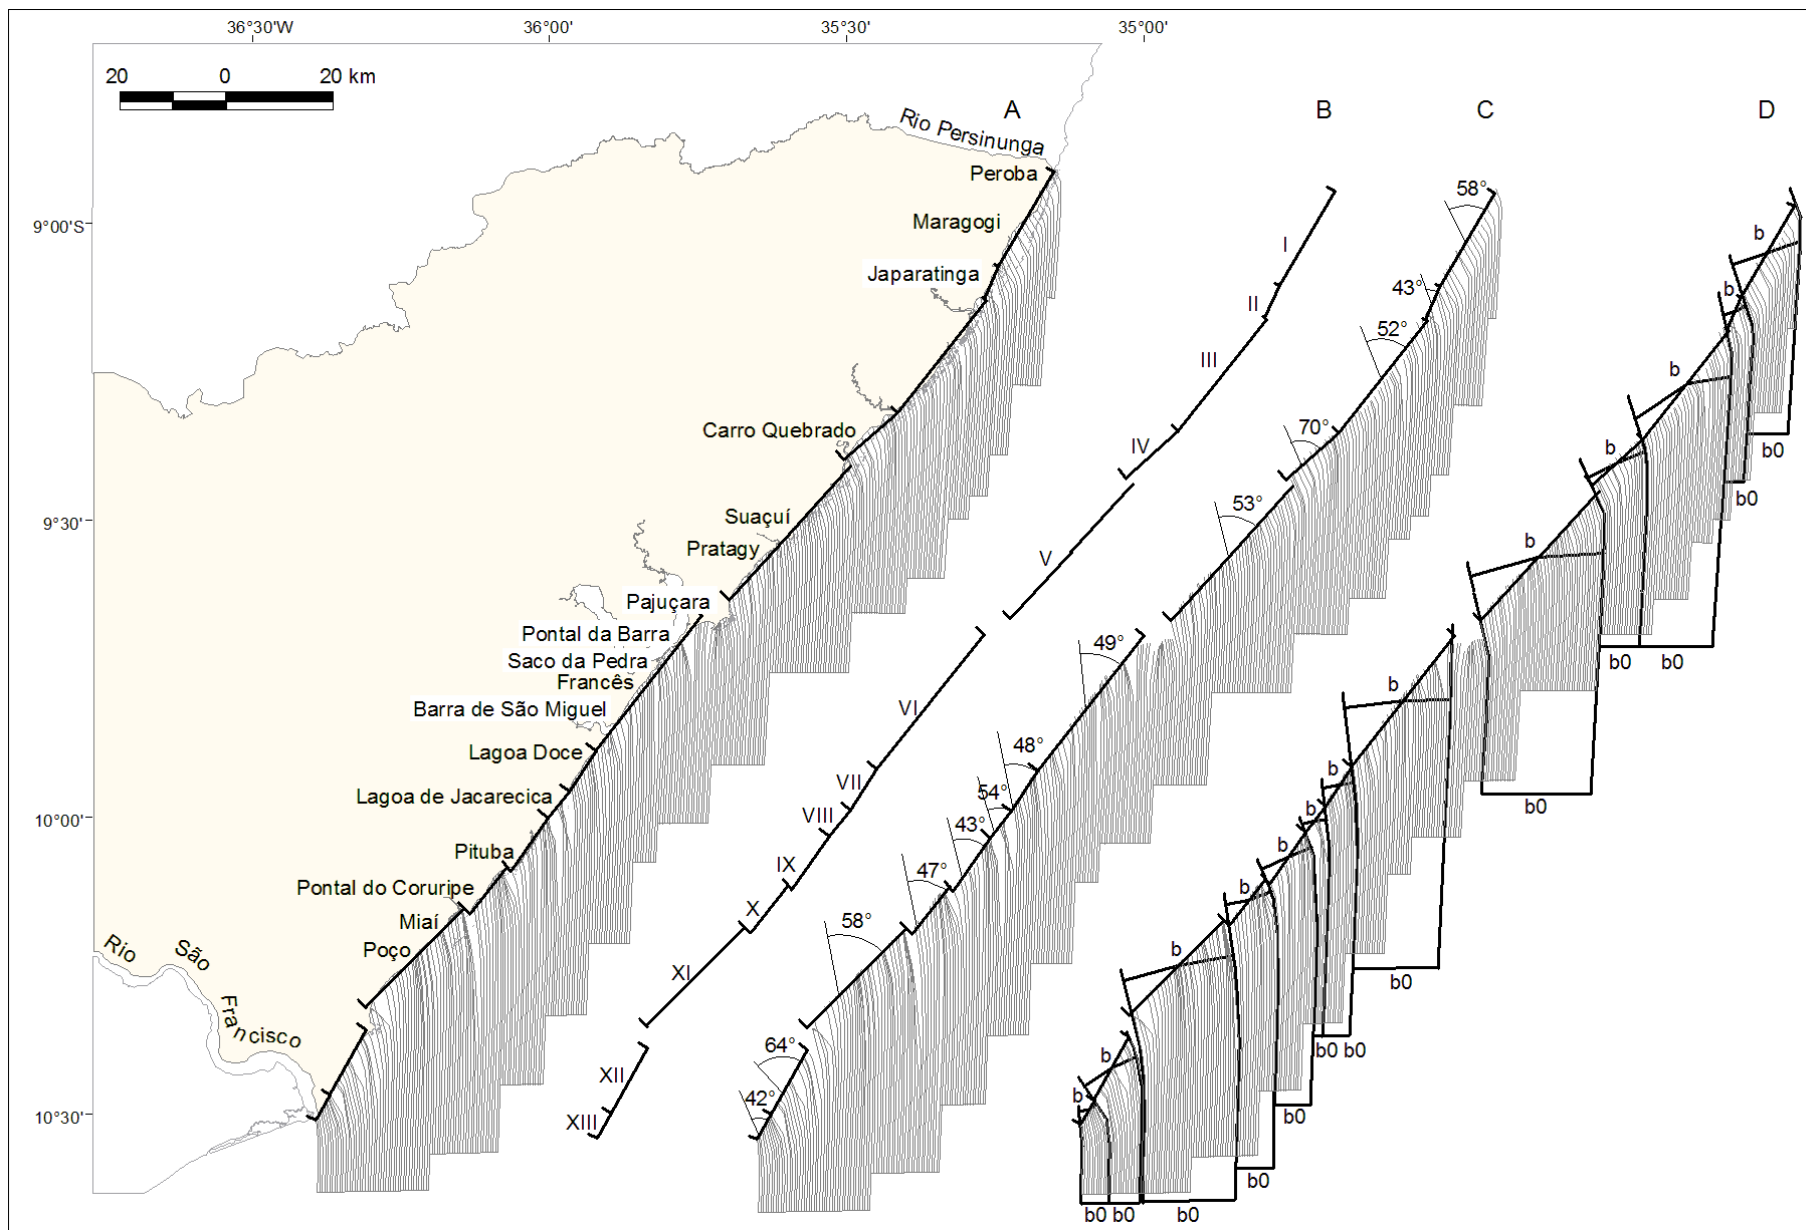 36°30'W 36°00' 35°30' 35°00'
20 0 20 km
A B C D
Rio Persinunga
Peroba
58°
9°00'S
Maragogi
b
I
Japaratinga
43°
b
II
52°
III
b
Carro Quebrado
70°
IV
b
b0
53°
b0
Suaçuí
9°30'
Pratagy
b
V
Pajuçara
Pontal da Barra
49°
Saco da Pedra
b0 b0
Francês
b
Barra de São Miguel
VI
Lagoa Doce
48°
b
VII
54°
Lagoa de Jacarecica
b0
10°00'
VIII
43°
b
Pituba
b
IX
47°
Pontal do Coruripe
b
X
58°
Miaí
Poço
b
XI
b0
Rio São Francisco
64°
b0 b0
b
XII
42°
b
10°30'
XIII
b0
b0
b0 b0 b0